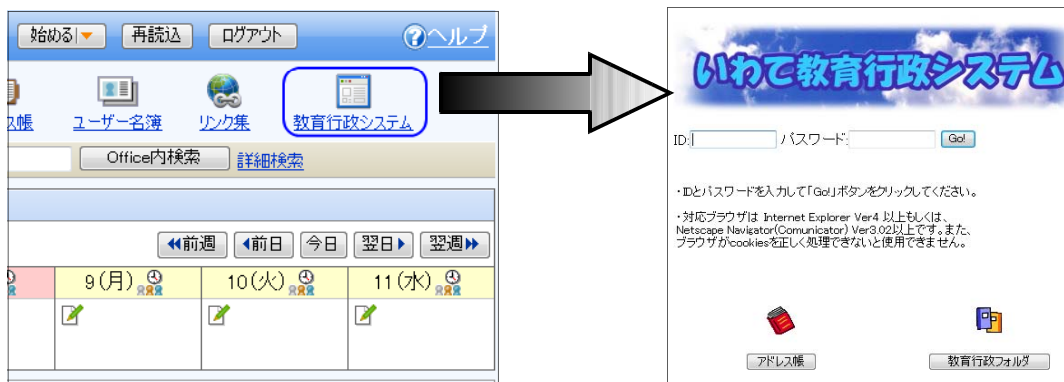 始める
再読込
ログアウト
ヘルプ
ス帳
ユーザー名簿
リンク集
教育行政システム
Office内検索
詳細検索
前週
前日
今日
翌日
翌週
9(月)
10(火)
11(水)
いわて教育行政システム
ID:
パスワード:
Go!
・IDとパスワードを入力して「Go!」ボタンをクリックしてください。
・対応ブラウザは Internet Explorer Ver4 以上もしくは、
Netscape Navigator(Comunicator) Ver3.02以上です。また、
ブラウザがcookiesを正しく処理できないと使用できません。
アドレス帳
教育行政フォルダ